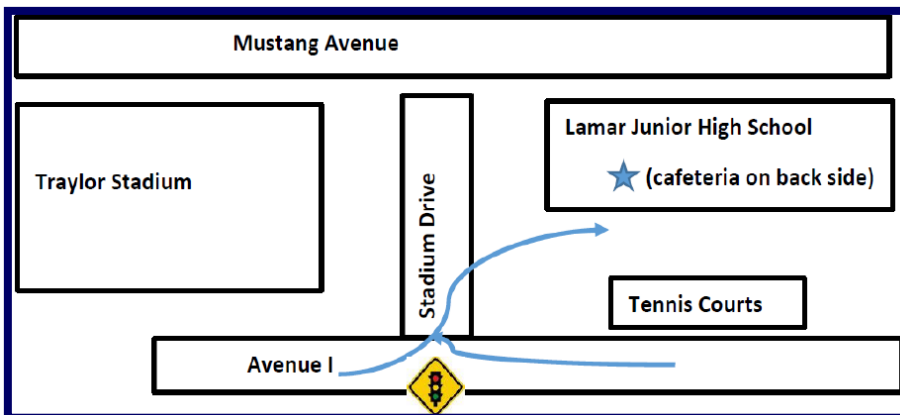 Mustang Avenue
Lamar Junior High School
(cafeteria on back side)
Traylor Stadium
Stadium Drive
Tennis Courts
Avenue I